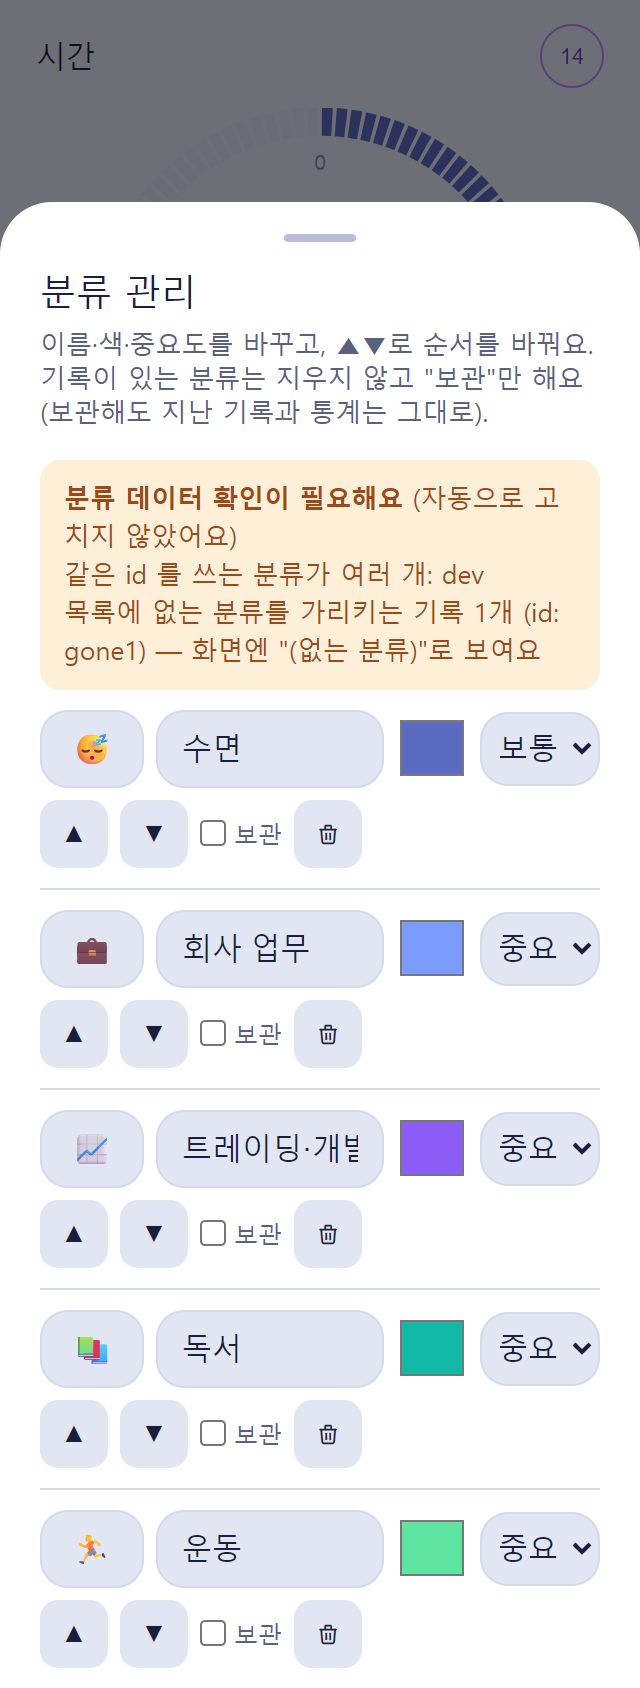 시간
14
0
분류 관리
이름·색·중요도를 바꾸고, ▲▼로 순서를 바꿔요.
기록이 있는 분류는 지우지 않고 "보관"만 해요
(보관해도 지난 기록과 통계는 그대로).
분류 데이터 확인이 필요해요 (자동으로 고
치지 않았어요)
같은 id 를 쓰는 분류가 여러 개: dev
목록에 없는 분류를 가리키는 기록 1개 (id:
gone1) — 화면엔 "(없는 분류)"로 보여요
수면 보통
▲ ▼ 보관
회사 업무 중요
▲ ▼ 보관
트레이딩·개발 중요
▲ ▼ 보관
독서 중요
▲ ▼ 보관
운동 중요
▲ ▼ 보관